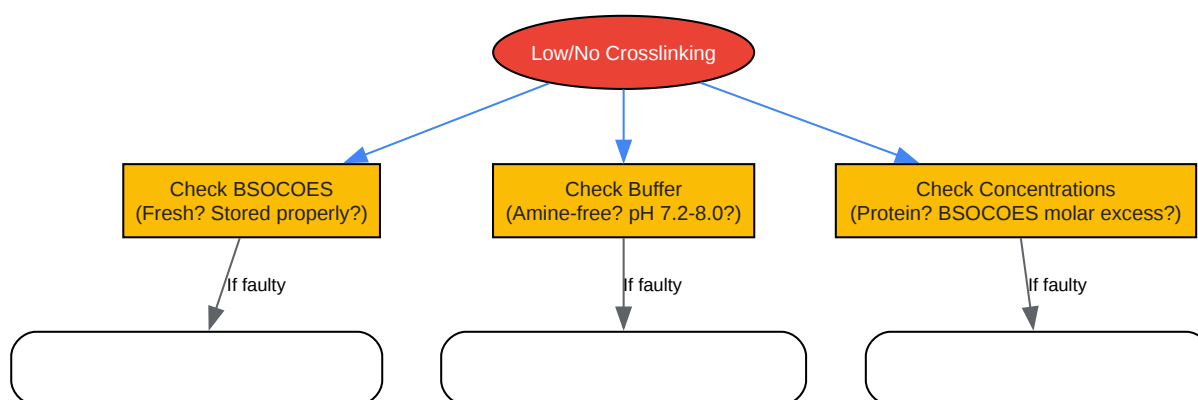 Low/No Crosslinking
Check BSOCOES
(Fresh? Stored properly?)
Check Buffer
(Amine-free? pH 7.2-8.0?)
Check Concentrations
(Protein? BSOCOES molar excess?)
If faulty
If faulty
If faulty